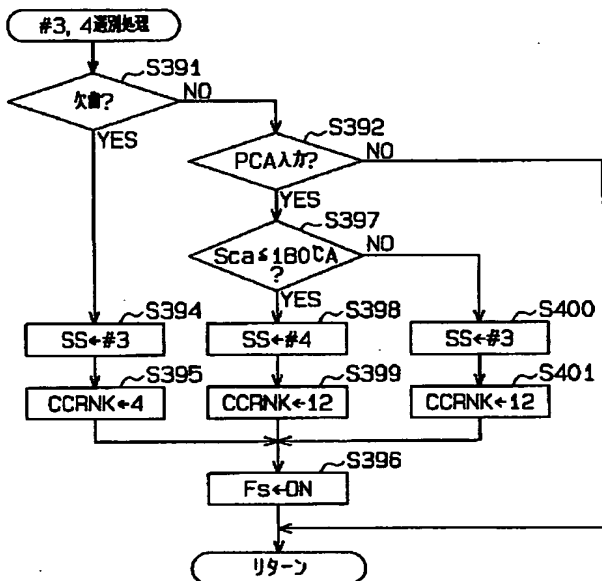 #3, 4選別処理
S391
欠歯?
NO
S392
YES
PCA入力?
NO
YES
S397
Sca≦180℃A
?
NO
YES
S394
S398
S400
SS←#3
SS←#4
SS←#3
S395
S399
S401
CCRNK←4
CCRNK←12
CCRNK←12
S396
Fs←ON
リターン